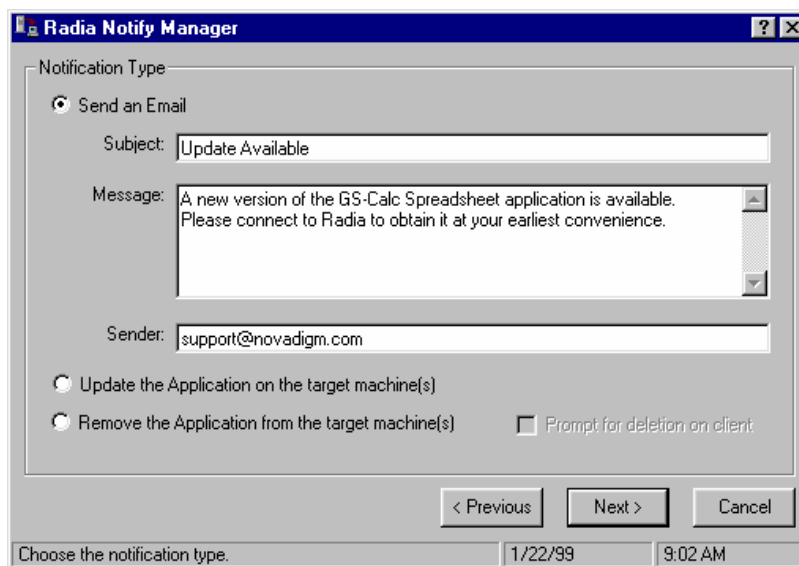 Radia Notify Manager
Notification Type
Send an Email
Subject: Update Available
Message: A new version of the GS-Calc Spreadsheet application is available.
Please connect to Radia to obtain it at your earliest convenience.
Sender: support@novadigm.com
Update the Application on the target machine(s)
Remove the Application from the target machine(s) Prompt for deletion on client
< Previous Next > Cancel
Choose the notification type. 1/22/99 9:02 AM